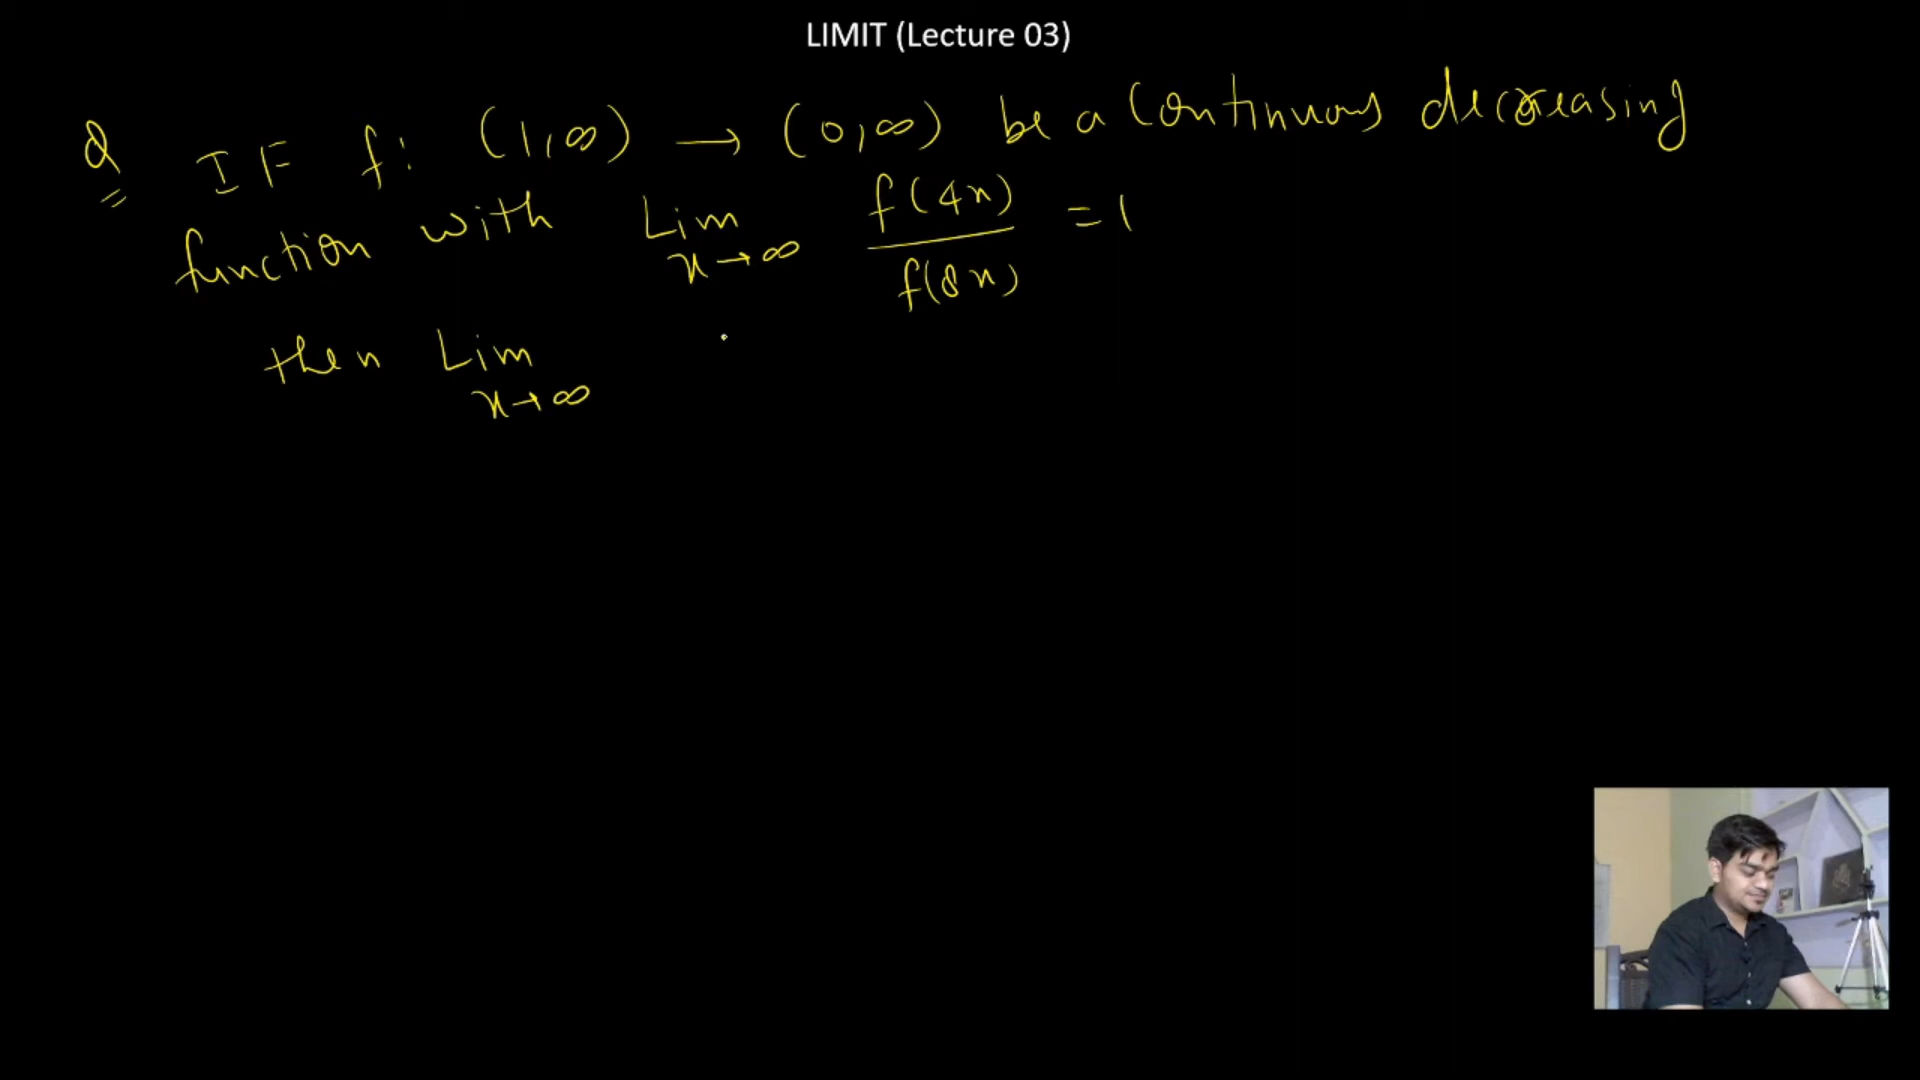 LIMIT (Lecture 03)
Q IF f: (1,∞) → (0,∞) be a continuous decreasing
function with Lim x→∞ f(4x)/f(8x) = 1
then Lim x→∞